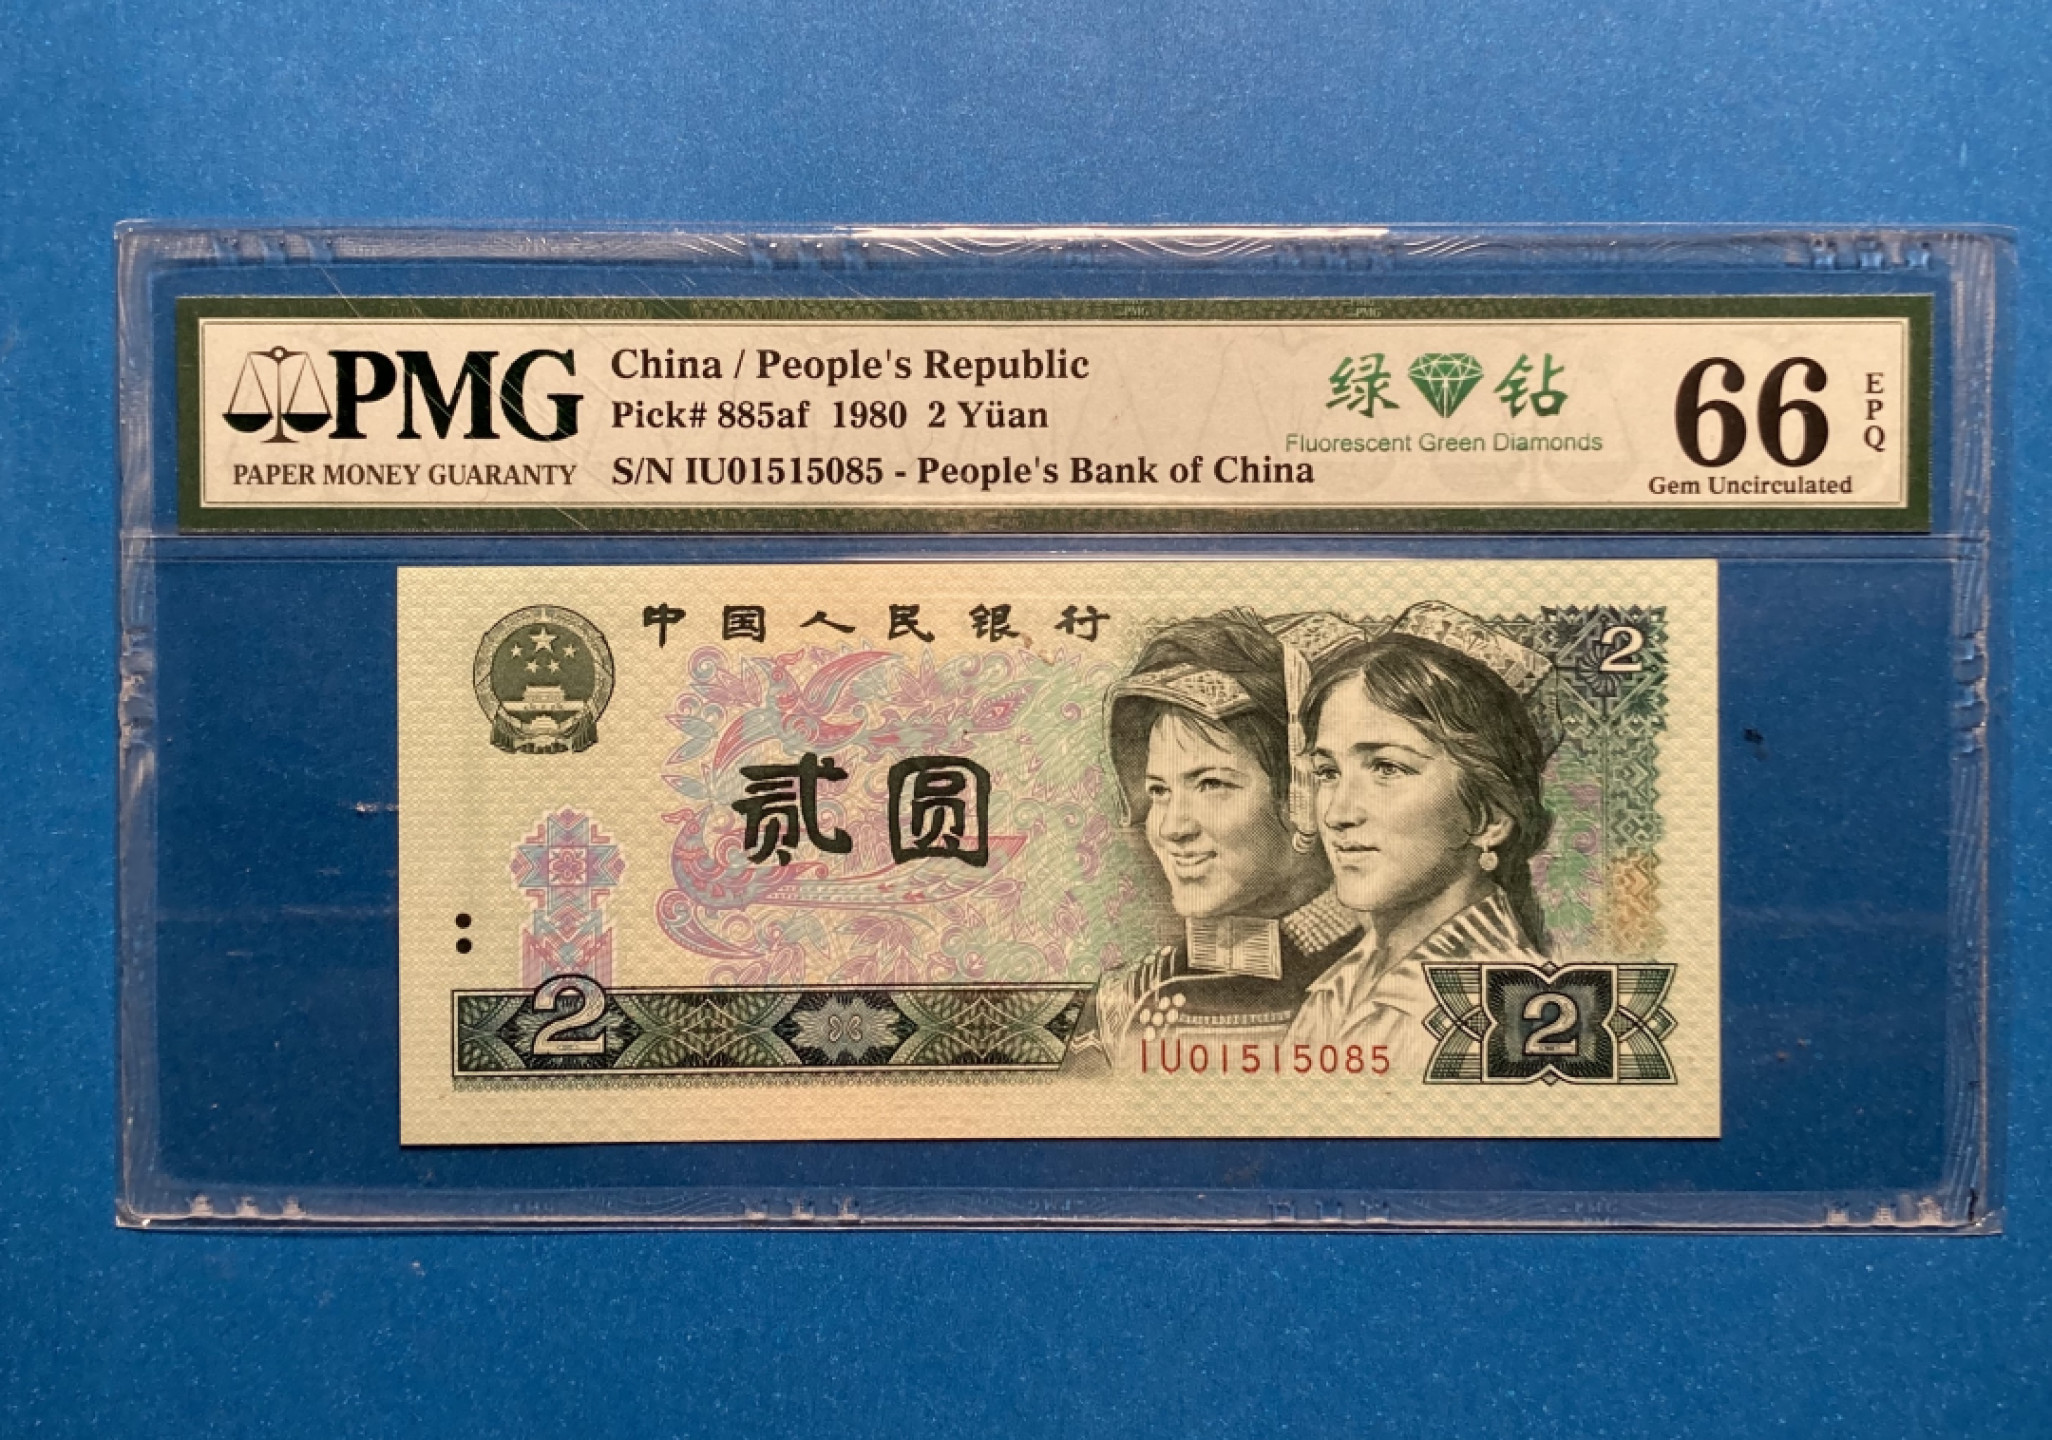 PMG
PAPER MONEY GUARANTY
China / People's Republic
Pick# 885af 1980 2 Yüan
S/N IU01515085 - People's Bank of China
绿 钻
Fluorescent Green Diamonds
66 EPQ
Gem Uncirculated
中国人民银行
2
贰圆
2
IU01515085
2